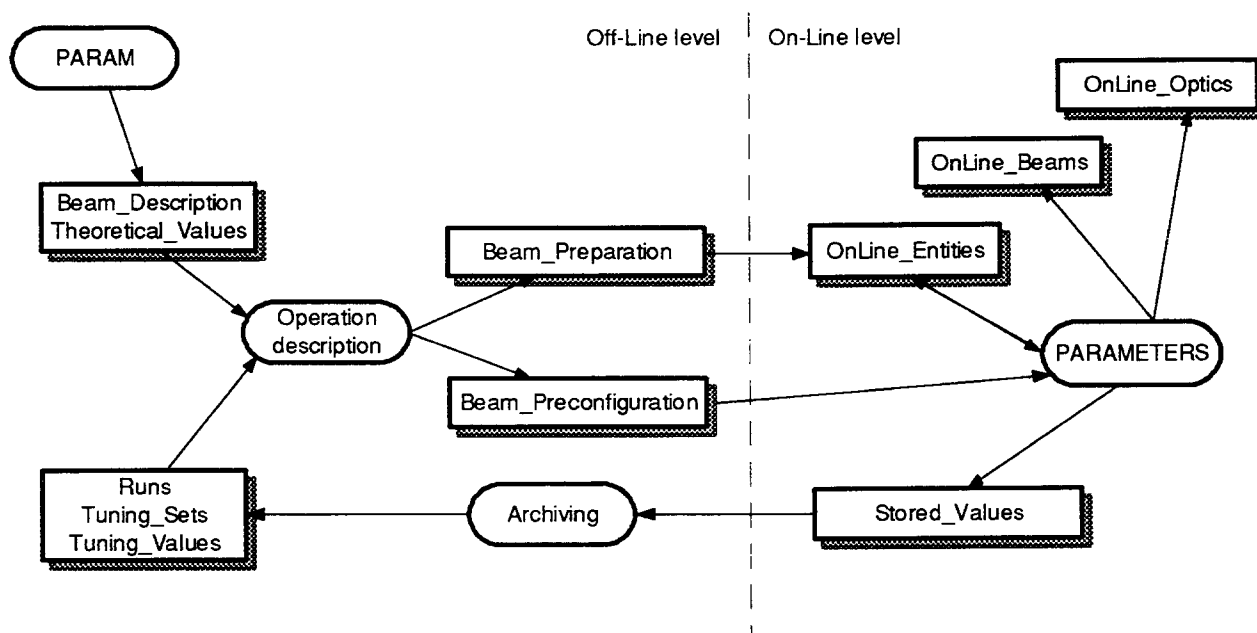 Off-Line level
On-Line level
PARAM
OnLine_Optics
OnLine_Beams
Beam_Description
Theoretical_Values
Beam_Preparation
OnLine_Entities
Operation
description
PARAMETERS
Beam_Preconfiguration
Runs
Tuning_Sets
Tuning_Values
Archiving
Stored_Values